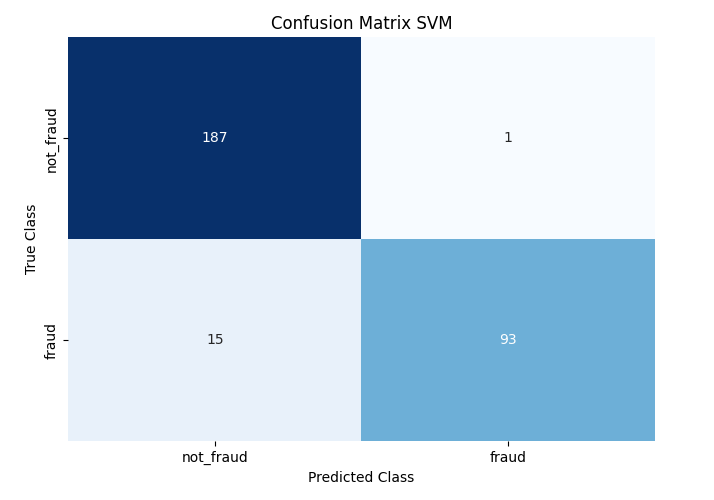 Confusion Matrix SVM
not_fraud
187
1
True Class
fraud
15
93
not_fraud
fraud
Predicted Class